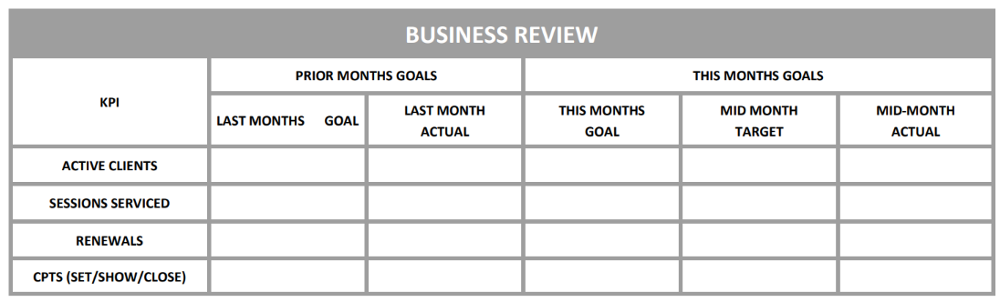 BUSINESS REVIEW
KPI
PRIOR MONTHS GOALS
THIS MONTHS GOALS
LAST MONTHS GOAL
LAST MONTH
ACTUAL
THIS MONTHS
GOAL
MID MONTH
TARGET
MID-MONTH
ACTUAL
ACTIVE CLIENTS
SESSIONS SERVICED
RENEWALS
CPTS (SET/SHOW/CLOSE)